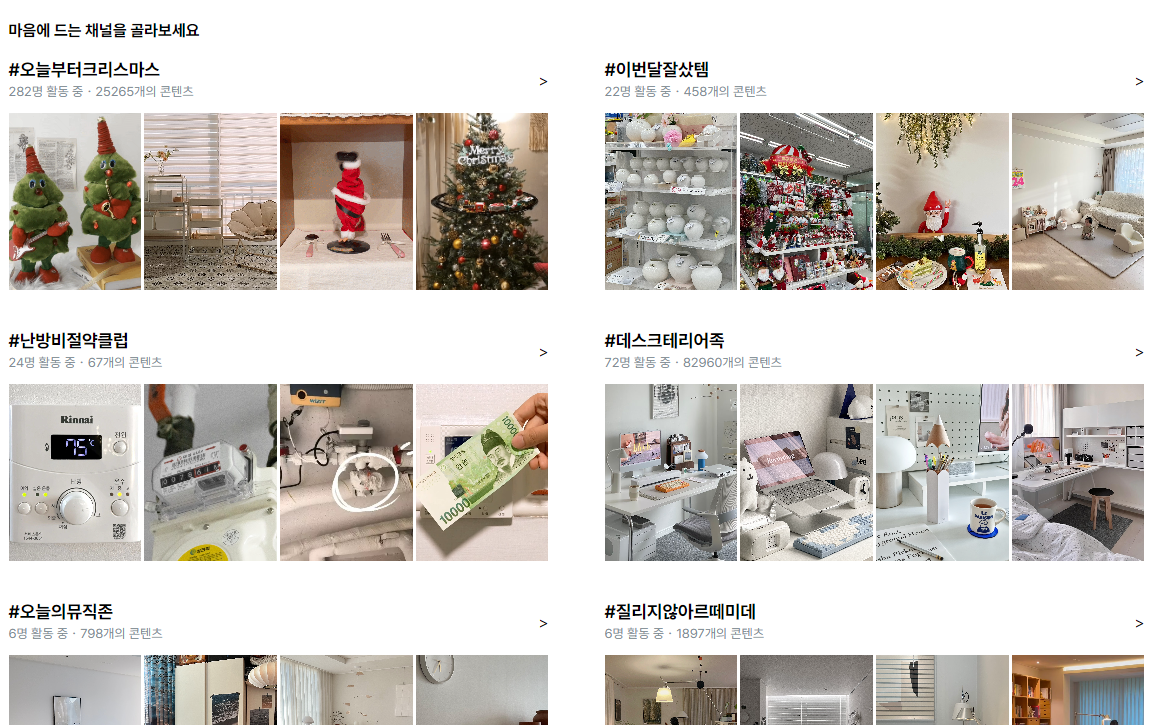 마음에 드는 채널을 골라보세요
#오늘부터크리스마스
282명 활동 중 · 25265개의 콘텐츠
>
#이번달잘샀템
22명 활동 중 · 458개의 콘텐츠
>
Merry
Christmas
24
#난방비절약클럽
24명 활동 중 · 67개의 콘텐츠
>
#데스크테리어족
72명 활동 중 · 82960개의 콘텐츠
>
Rinnai
75
전원
10000
10000
#오늘의뮤직존
6명 활동 중 · 798개의 콘텐츠
>
#질리지않아르떼미데
6명 활동 중 · 1897개의 콘텐츠
>